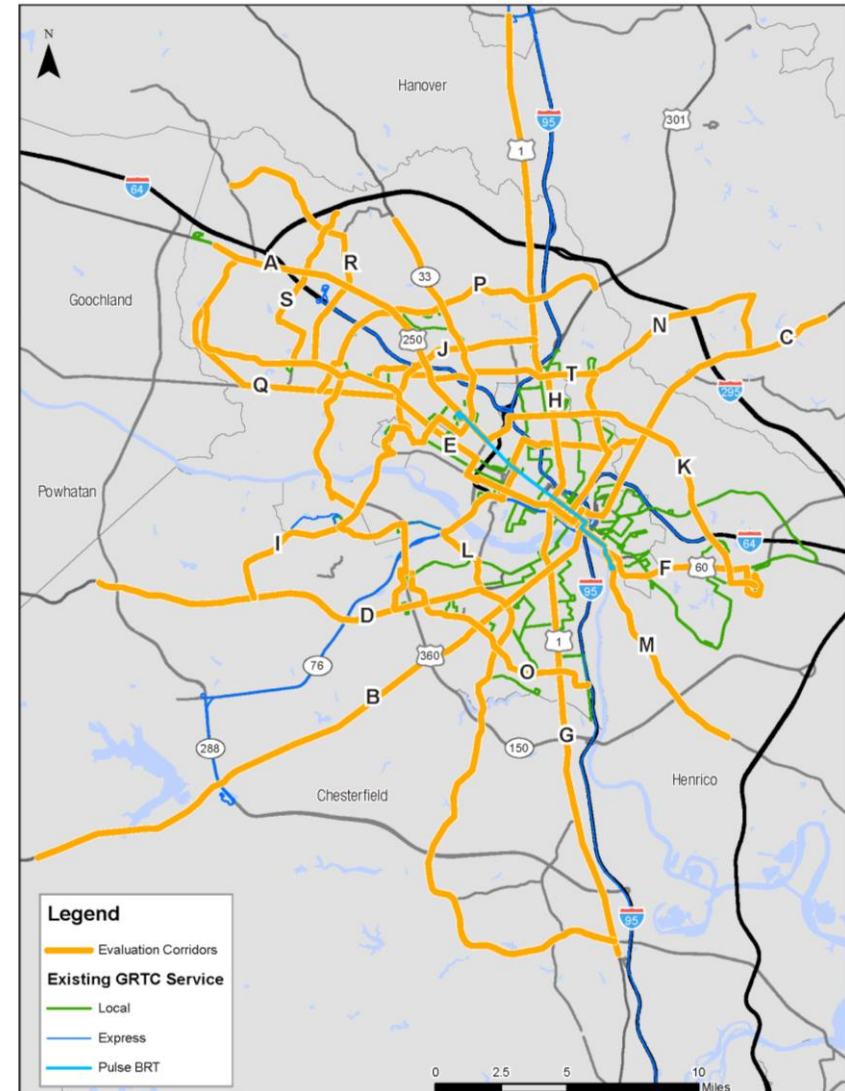 N
Hanover
95
301
1
64
A
R
33
P
Goochland
S
N
C
250
J
T
H
295
Q
E
K
Powhatan
64
I
L
F
60
95
D
1
M
360
O
76
B
G
288
150
Henrico
Chesterfield
95
Legend
Evaluation Corridors
Existing GRTC Service
Local
Express
Pulse BRT
0 2.5 5 10
Miles